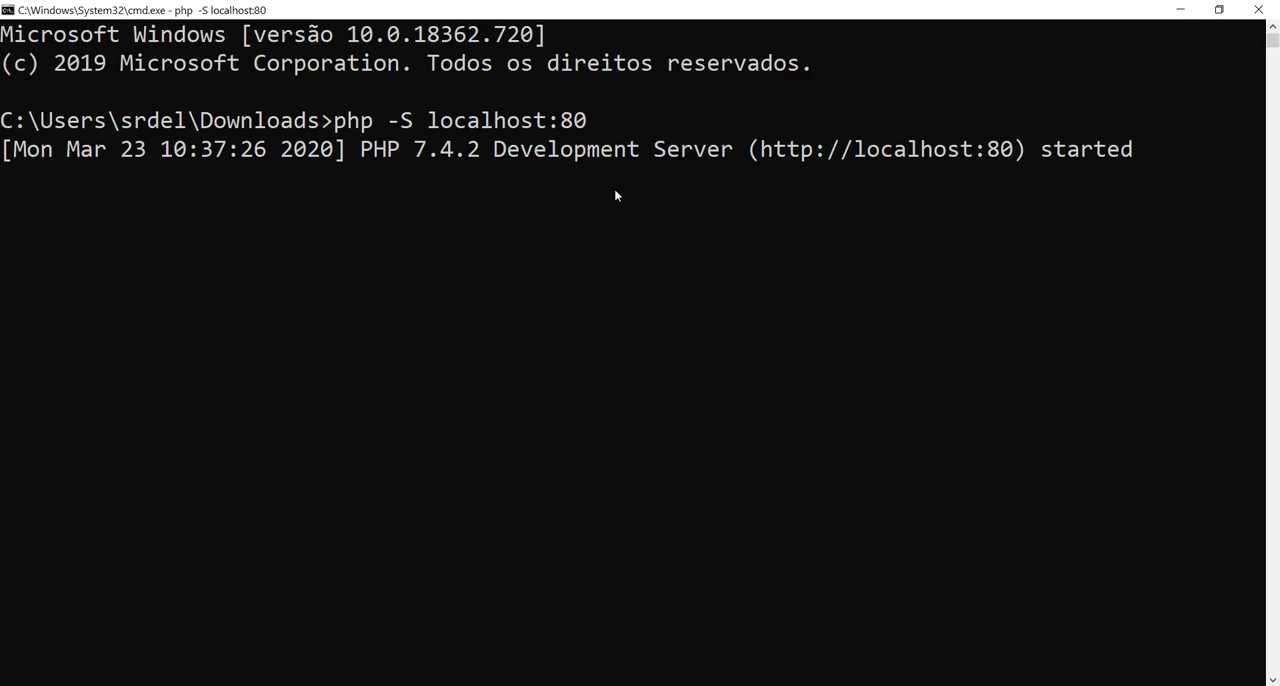 C:\Windows\System32\cmd.exe - php -S localhost:80
Microsoft Windows [versão 10.0.18362.720]
(c) 2019 Microsoft Corporation. Todos os direitos reservados.
C:\Users\srdel\Downloads>php -S localhost:80
[Mon Mar 23 10:37:26 2020] PHP 7.4.2 Development Server (http://localhost:80) started